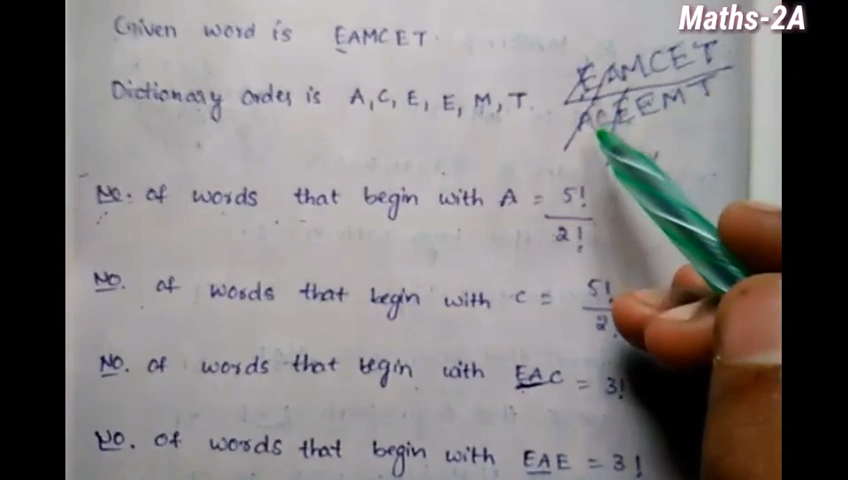 Maths-2A
Given word is EAMCET.
Dictionary order is A, C, E, E, M, T.
EAMCET
ACEEMT
No. of words that begin with A = 5!/2!
No. of words that begin with C = 5!/2!
No. of words that begin with EAC = 3!
No. of words that begin with EAE = 3!